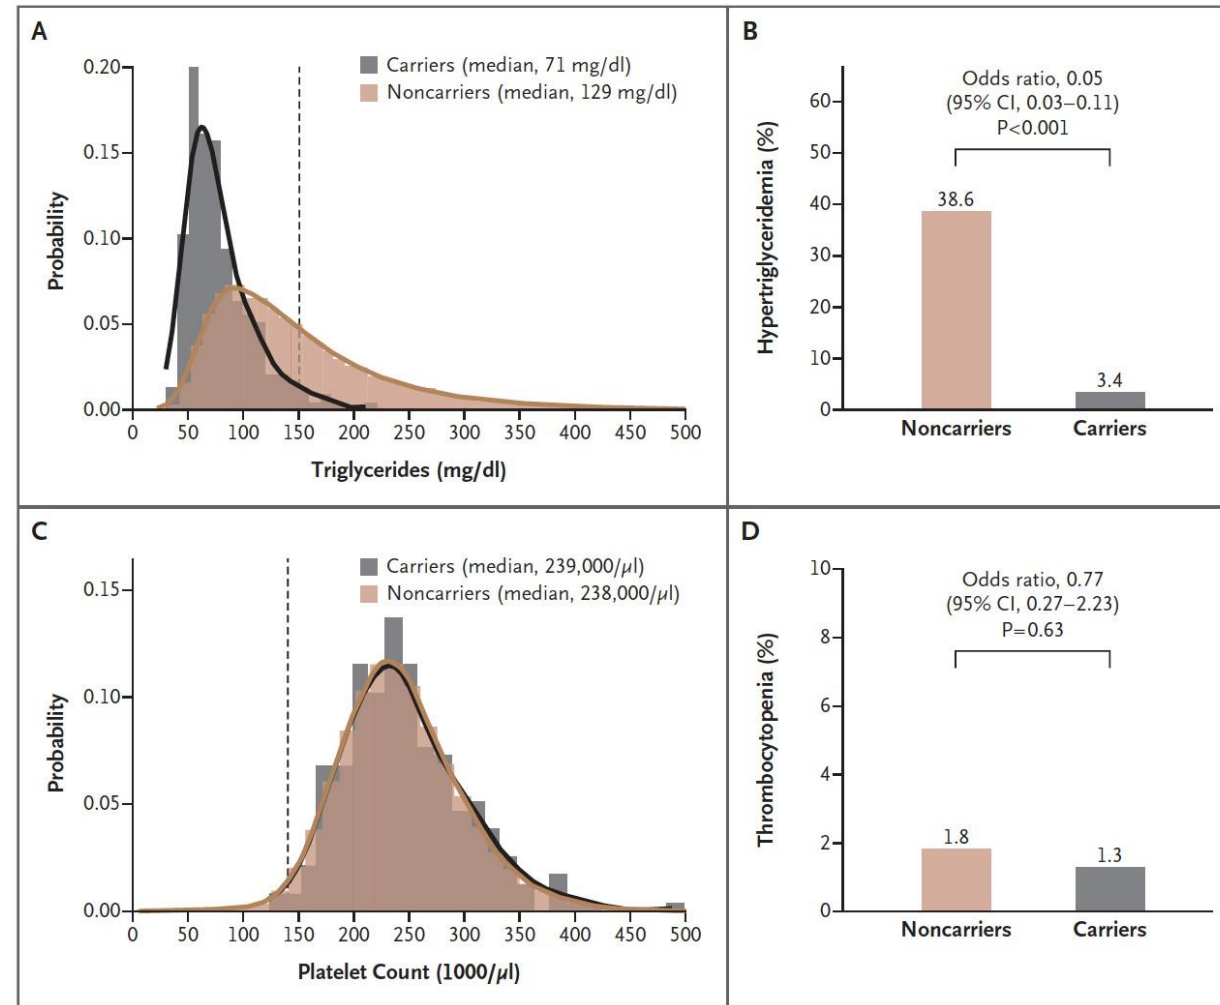 A
Carriers (median, 71 mg/dl)
Noncarriers (median, 129 mg/dl)
0.20
0.15
0.10
0.05
0.00
Probability
0 50 100 150 200 250 300 350 400 450 500
Triglycerides (mg/dl)
B
Odds ratio, 0.05
(95% CI, 0.03–0.11)
P<0.001
60
50
40
30
20
10
0
Hypertriglyceridemia (%)
38.6
3.4
Noncarriers Carriers
C
Carriers (median, 239,000/μl)
Noncarriers (median, 238,000/μl)
0.15
0.10
0.05
0.00
Probability
0 50 100 150 200 250 300 350 400 450 500
Platelet Count (1000/μl)
D
Odds ratio, 0.77
(95% CI, 0.27–2.23)
P=0.63
10
8
6
4
2
0
Thrombocytopenia (%)
1.8
1.3
Noncarriers Carriers